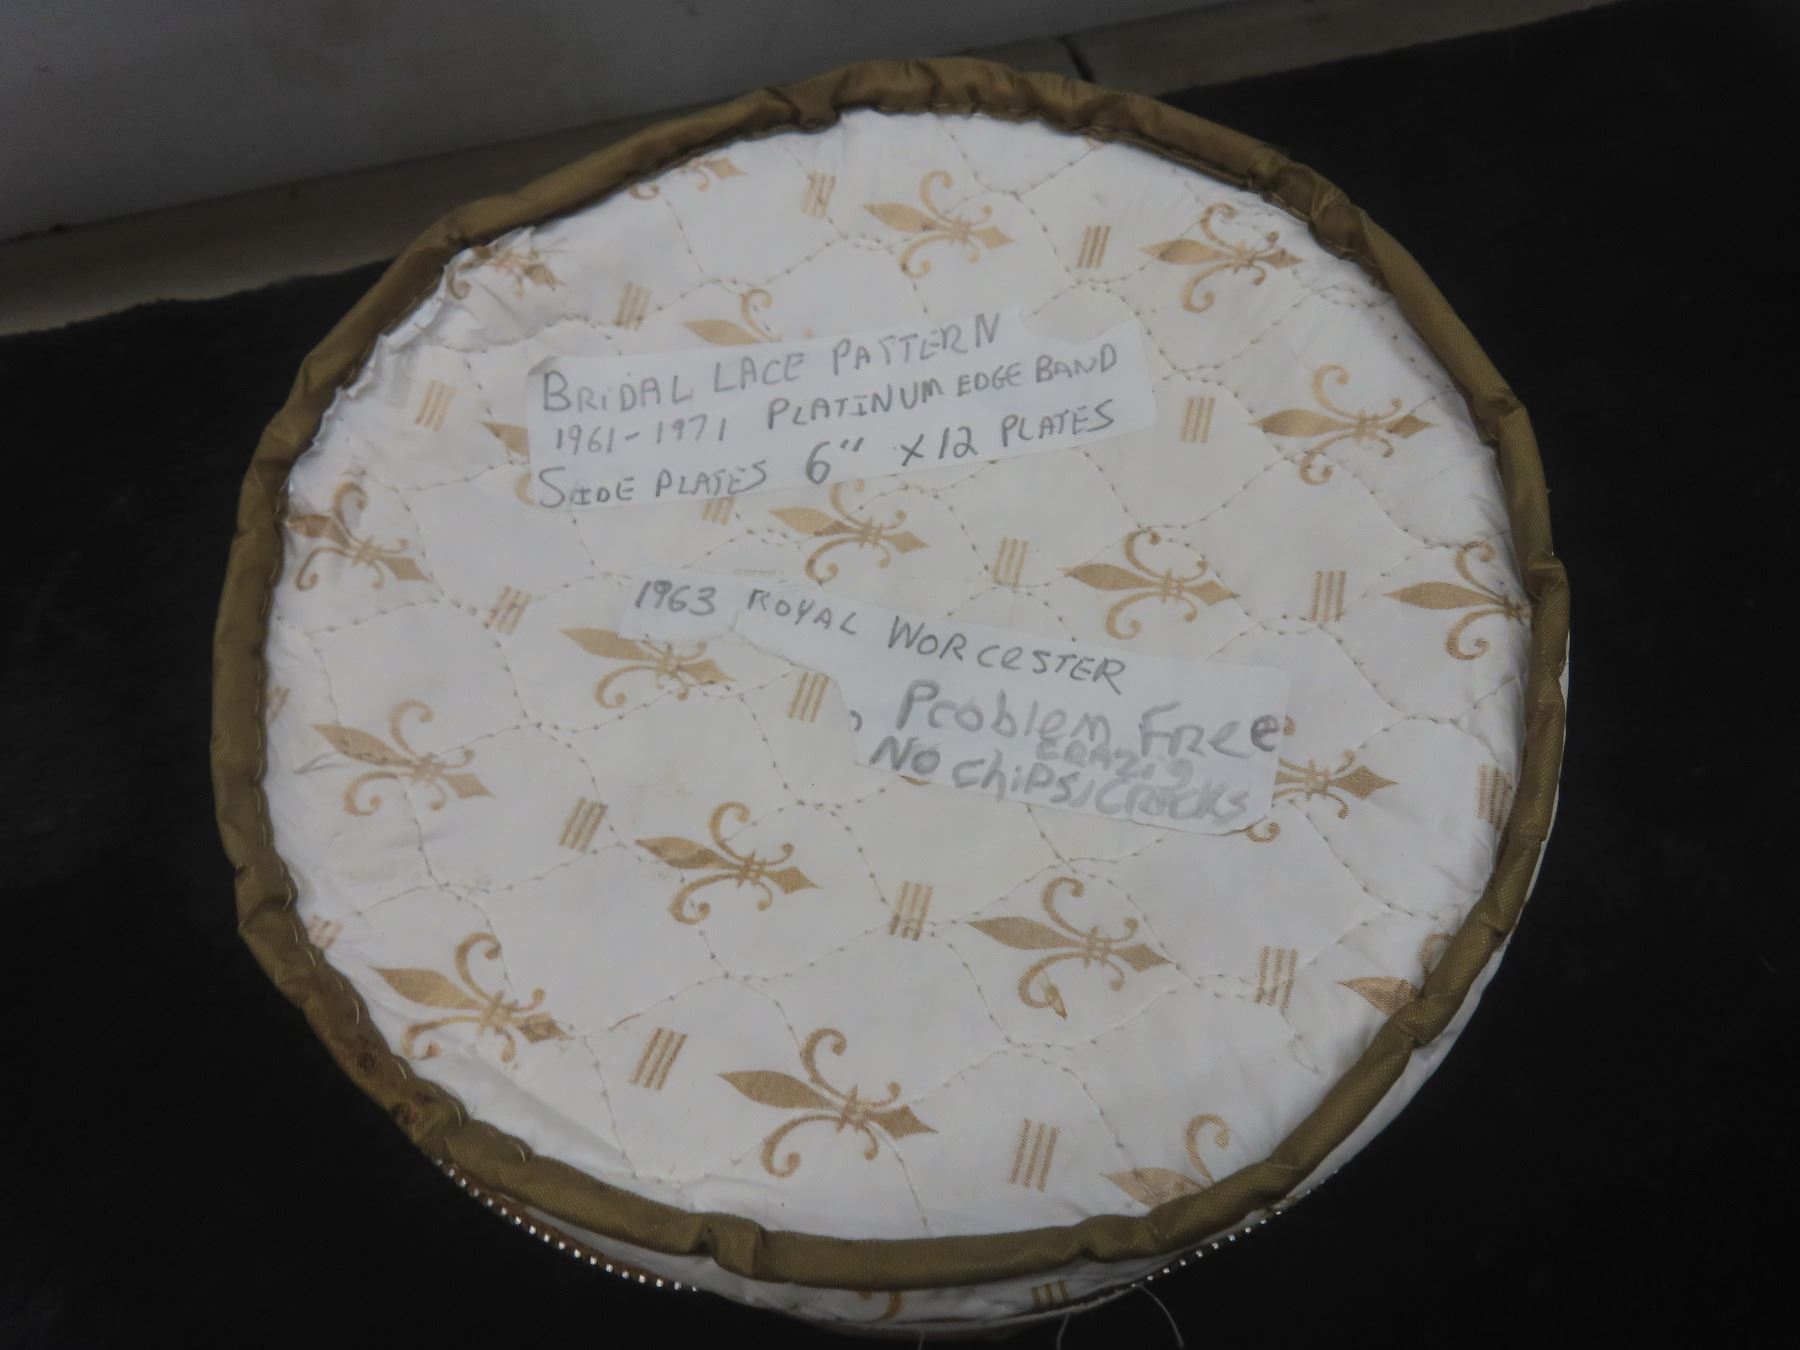 BRIDAL LACE PATTERN
1961-1971 PLATINUM EDGE BAND
SIDE PLATES 6" X 12 PLATES
1963 ROYAL WORCESTER
Problem Free
No chips/Cracks